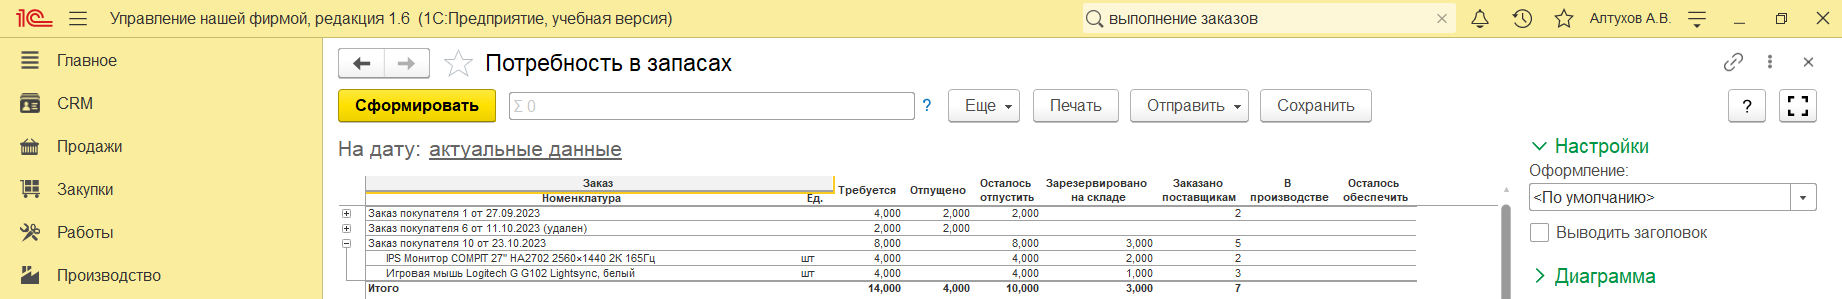 1С Управление нашей фирмой, редакция 1.6 (1С:Предприятие, учебная версия) выполнение заказов × Алтухов А.В.
Главное
CRM
Продажи
Закупки
Работы
Производство
Потребность в запасах
Сформировать Σ 0 ? Еще Печать Отправить Сохранить ?
На дату: актуальные данные
Заказ Требуется Отпущено Осталось отпустить Зарезервировано на складе Заказано поставщикам В производстве Осталось обеспечить
Номенклатура Ед.
Заказ покупателя 1 от 27.09.2023 4,000 2,000 2,000 2
Заказ покупателя 6 от 11.10.2023 (удален) 2,000 2,000
Заказ покупателя 10 от 23.10.2023 8,000 8,000 3,000 5
IPS Монитор COMPIT 27" HA2702 2560×1440 2К 165Гц шт 4,000 4,000 2,000 2
Игровая мышь Logitech G G102 Lightsync, белый шт 4,000 4,000 1,000 3
Итого 14,000 4,000 10,000 3,000 7
Настройки
Оформление:
<По умолчанию>
Выводить заголовок
Диаграмма